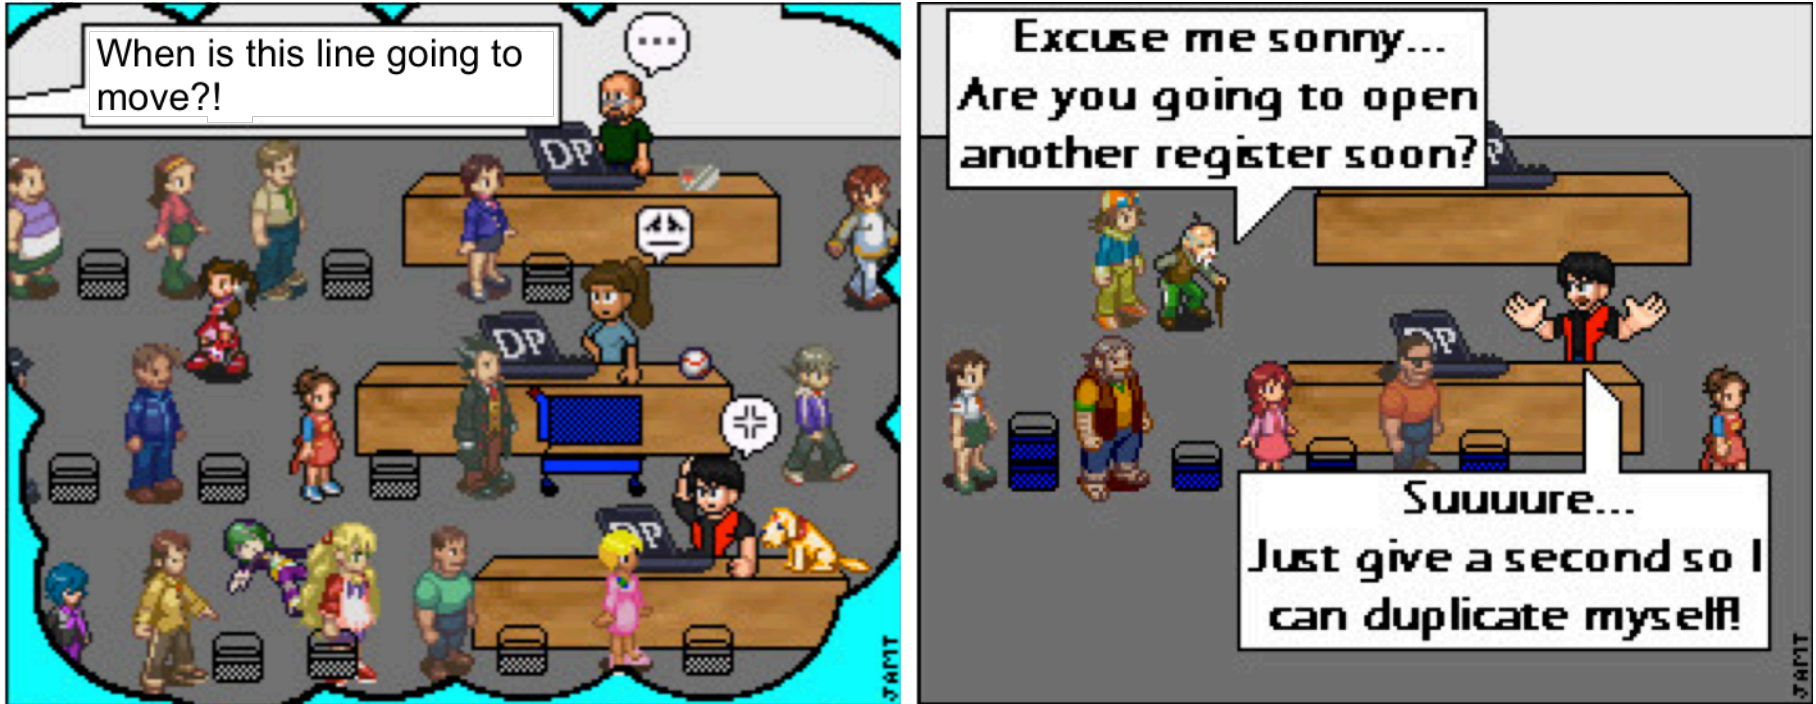 When is this line going to
move?!
...
DP
DP
DP
JAMT
Excuse me sonny...
Are you going to open
another register soon?
P
DP
Suuuure...
Just give a second so I
can duplicate myself!
JAMT